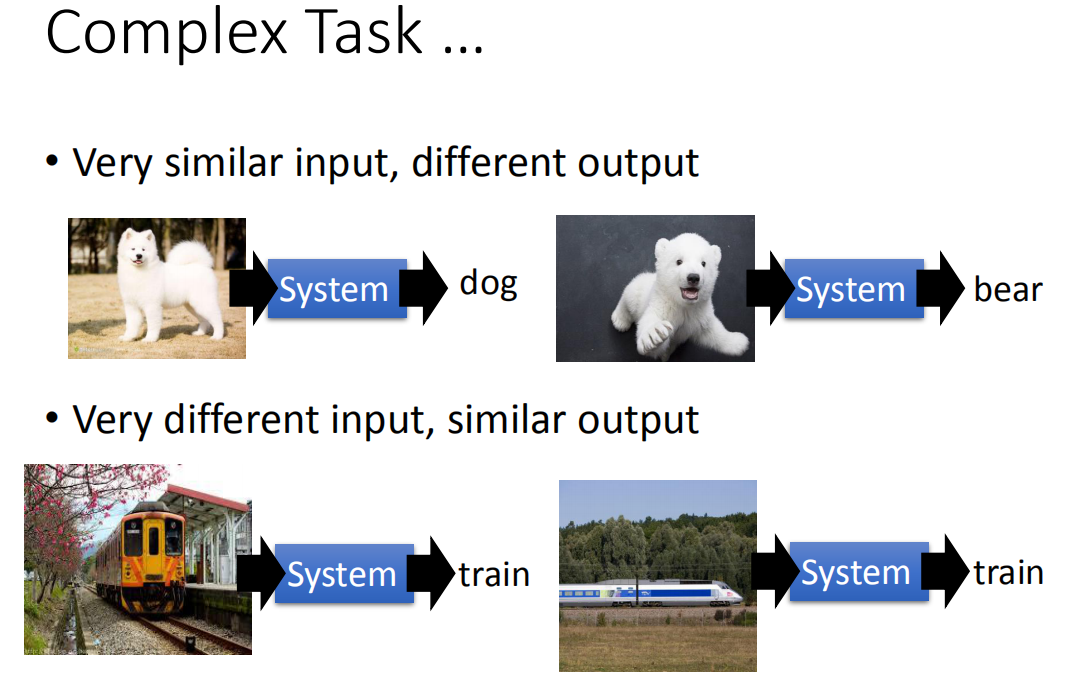 Complex Task ...
• Very similar input, different output
System
dog
System
bear
• Very different input, similar output
System
train
System
train